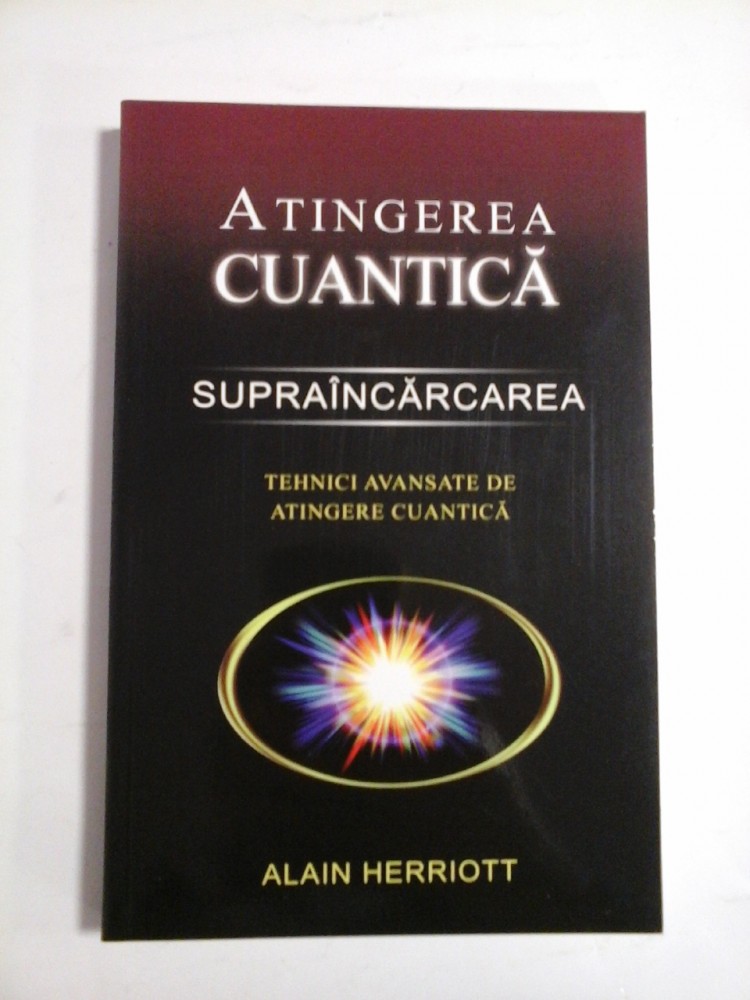 ATINGEREA
CUANTICĂ
SUPRAÎNCĂRCAREA
TEHNICI AVANSATE DE
ATINGERE CUANTICĂ
ALAIN HERRIOTT